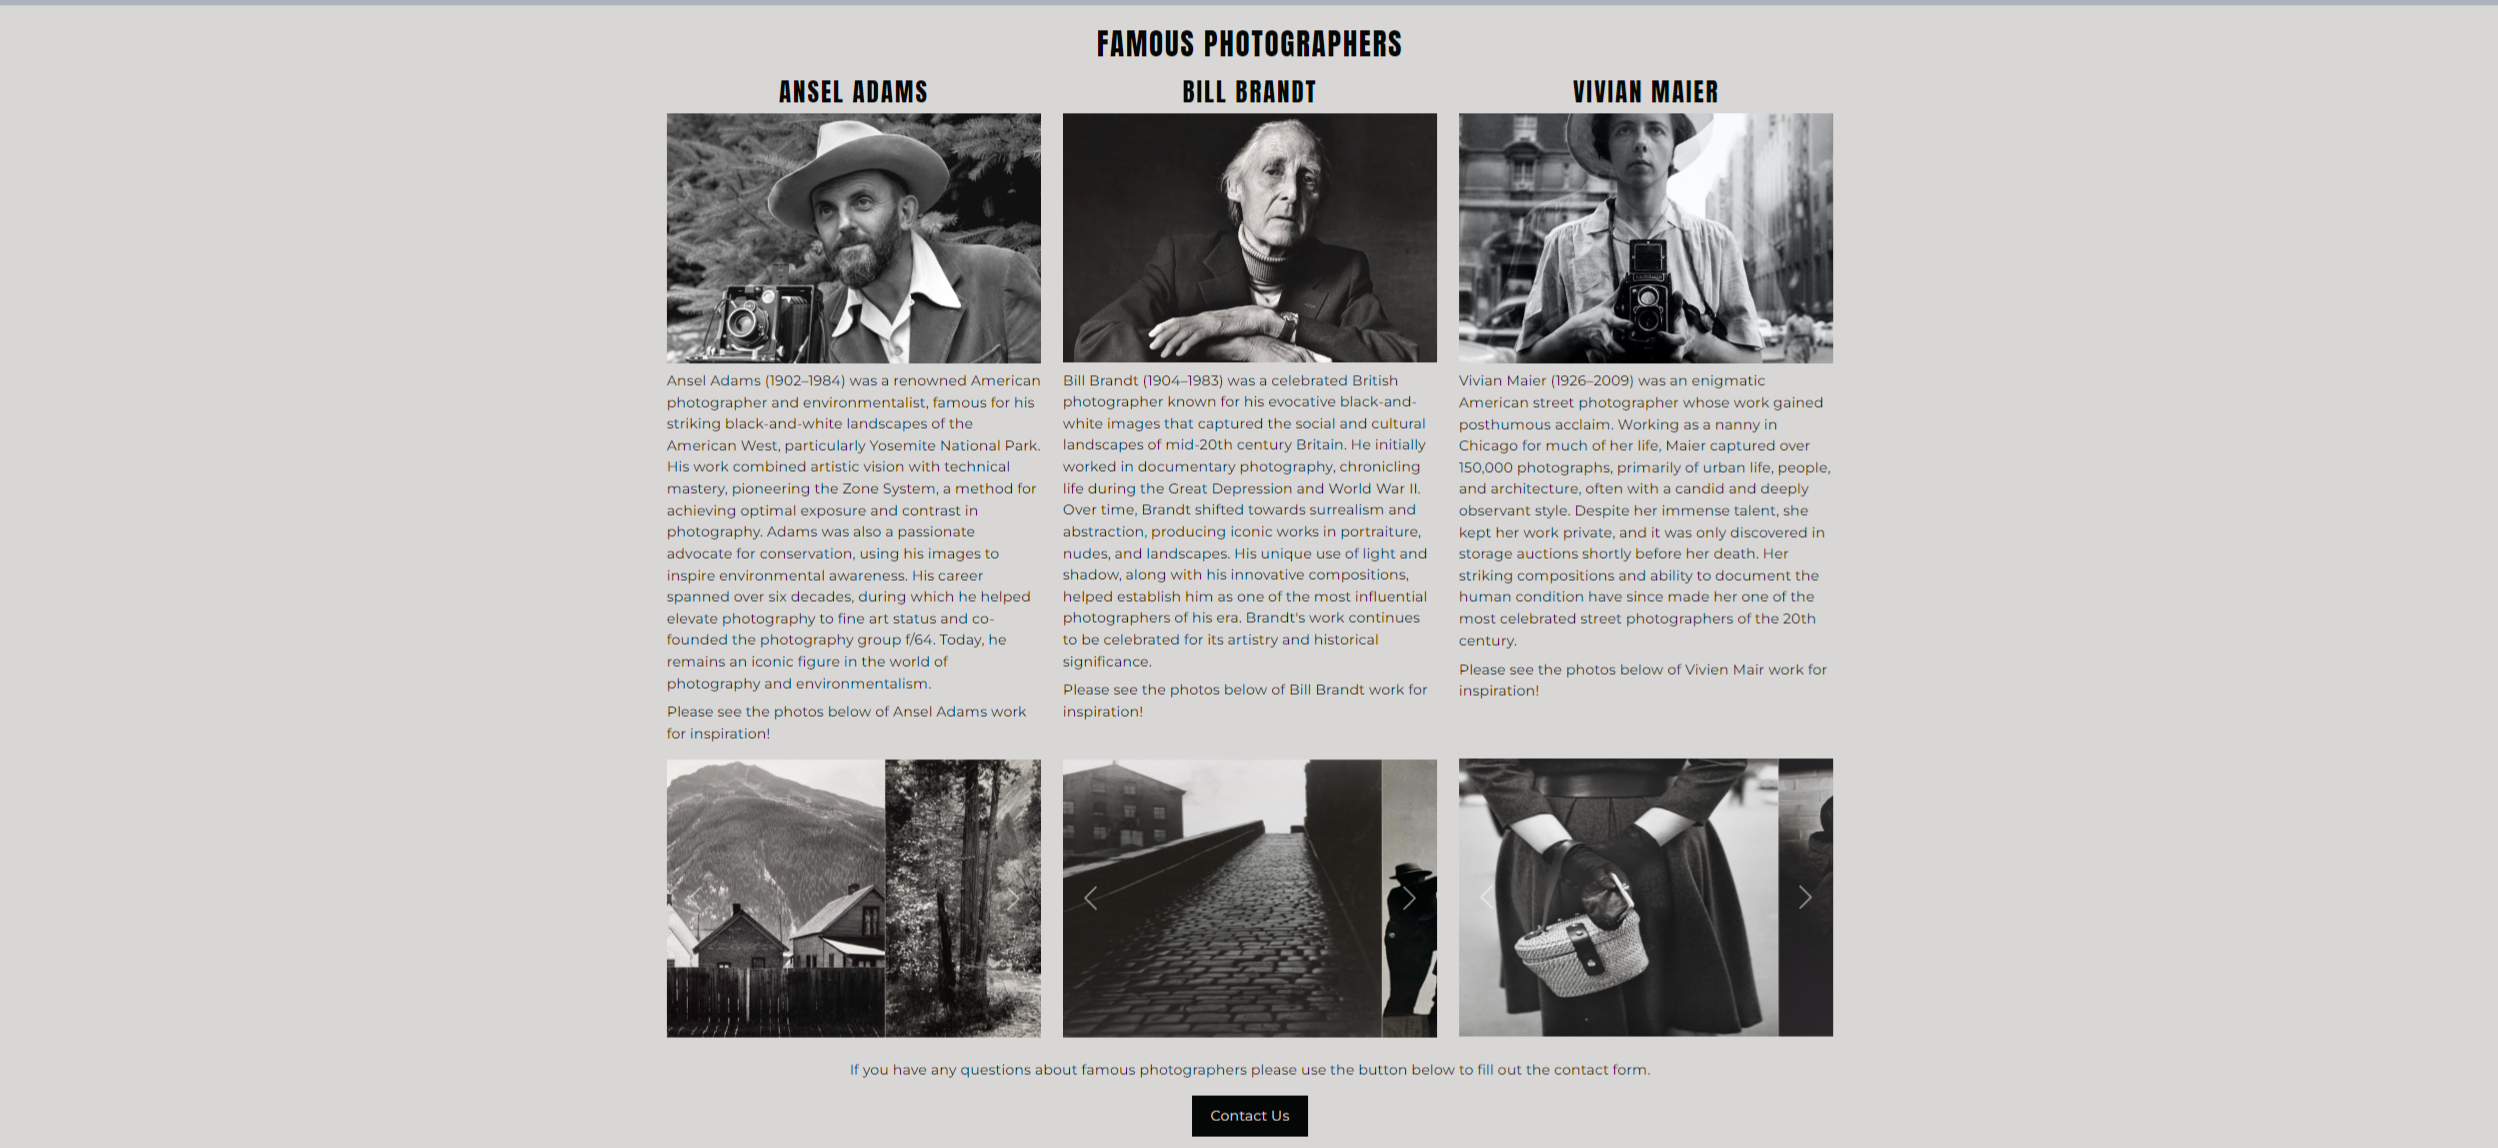 FAMOUS PHOTOGRAPHERS
ANSEL ADAMS
Ansel Adams (1902–1984) was a renowned American
photographer and environmentalist, famous for his
striking black-and-white landscapes of the
American West, particularly Yosemite National Park.
His work combined artistic vision with technical
mastery, pioneering the Zone System, a method for
achieving optimal exposure and contrast in
photography. Adams was also a passionate
advocate for conservation, using his images to
inspire environmental awareness. His career
spanned over six decades, during which he helped
elevate photography to fine art status and co-
founded the photography group f/64. Today, he
remains an iconic figure in the world of
photography and environmentalism.
Please see the photos below of Ansel Adams work
for inspiration!
BILL BRANDT
Bill Brandt (1904–1983) was a celebrated British
photographer known for his evocative black-and-
white images that captured the social and cultural
landscapes of mid-20th century Britain. He initially
worked in documentary photography, chronicling
life during the Great Depression and World War II.
Over time, Brandt shifted towards surrealism and
abstraction, producing iconic works in portraiture,
nudes, and landscapes. His unique use of light and
shadow, along with his innovative compositions,
helped establish him as one of the most influential
photographers of his era. Brandt's work continues
to be celebrated for its artistry and historical
significance.
Please see the photos below of Bill Brandt work for
inspiration!
VIVIAN MAIER
Vivian Maier (1926–2009) was an enigmatic
American street photographer whose work gained
posthumous acclaim. Working as a nanny in
Chicago for much of her life, Maier captured over
150,000 photographs, primarily of urban life, people,
and architecture, often with a candid and deeply
observant style. Despite her immense talent, she
kept her work private, and it was only discovered in
storage auctions shortly before her death. Her
striking compositions and ability to document the
human condition have since made her one of the
most celebrated street photographers of the 20th
century.
Please see the photos below of Vivien Mair work for
inspiration!
If you have any questions about famous photographers please use the button below to fill out the contact form.
Contact Us